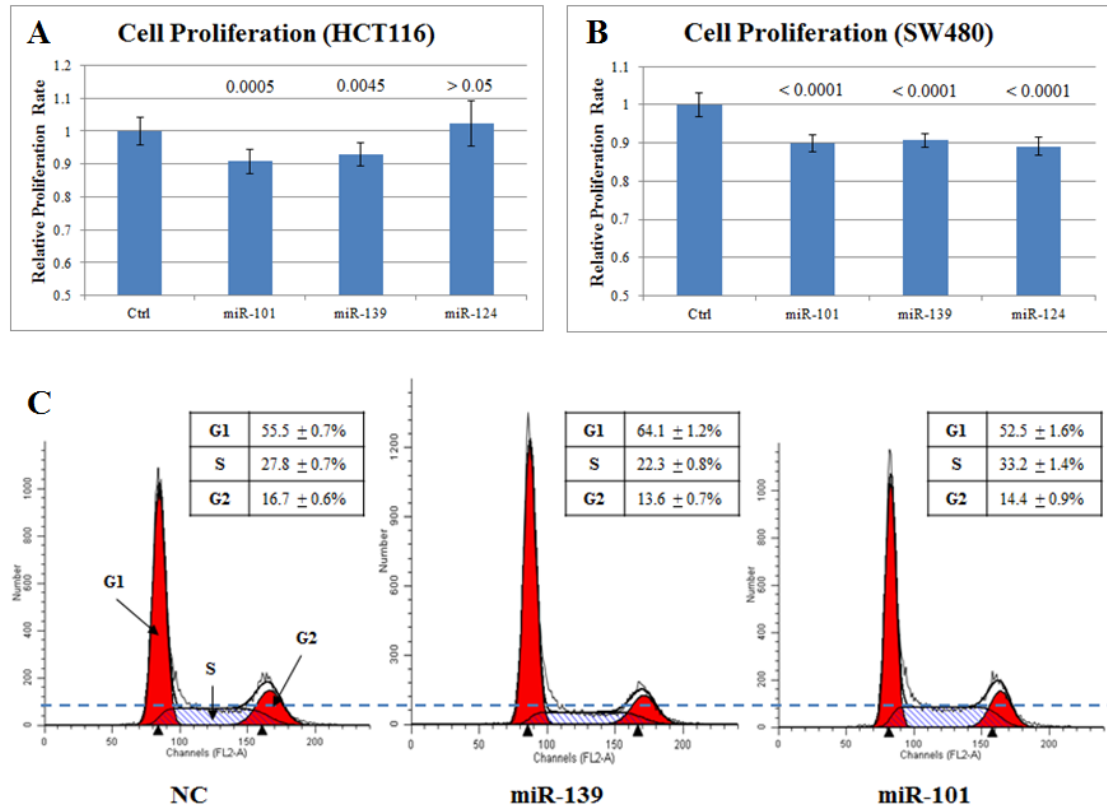 A
Cell Proliferation (HCT116)
Relative Proliferation Rate
1.2
1.1
1
0.9
0.8
0.7
0.6
0.5
0.0005
0.0045
> 0.05
Ctrl
miR-101
miR-139
miR-124
B
Cell Proliferation (SW480)
Relative Proliferation Rate
1.1
1
0.9
0.8
0.7
0.6
0.5
< 0.0001
< 0.0001
< 0.0001
Ctrl
miR-101
miR-139
miR-124
C
G1 55.5 ± 0.7%
S 27.8 ± 0.7%
G2 16.7 ± 0.6%
Number
1000
800
600
400
200
0
G1
S
G2
0 50 100 150 200
Channels (FL2-A)
NC
G1 64.1 ± 1.2%
S 22.3 ± 0.8%
G2 13.6 ± 0.7%
Number
1200
900
600
300
0
0 50 100 150 200
Channels (FL2-A)
miR-139
G1 52.5 ± 1.6%
S 33.2 ± 1.4%
G2 14.4 ± 0.9%
Number
1000
800
600
400
200
0
0 50 100 150 200
Channels (FL2-A)
miR-101